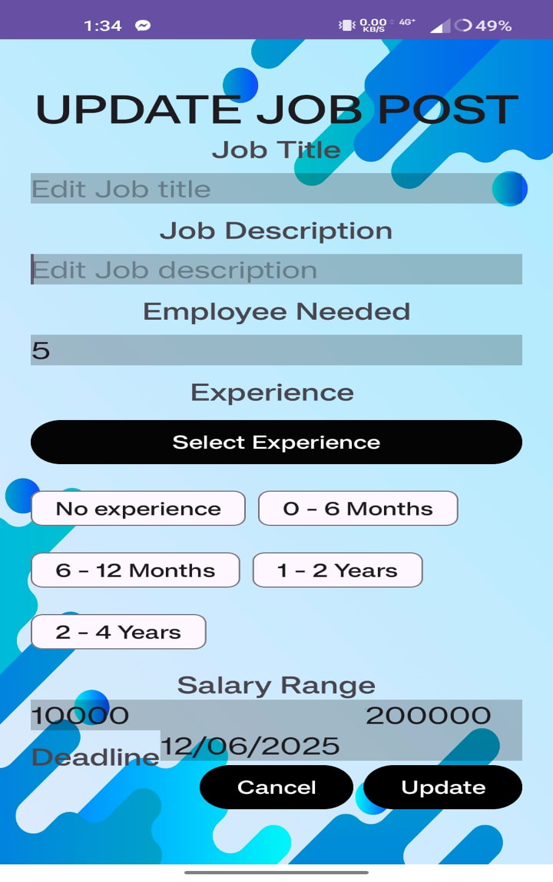 1:34 0.00 KB/S 4G+ 49%
UPDATE JOB POST
Job Title
Edit Job title
Job Description
Edit Job description
Employee Needed
5
Experience
Select Experience
No experience 0 - 6 Months
6 - 12 Months 1 - 2 Years
2 - 4 Years
Salary Range
10000 200000
Deadline 12/06/2025
Cancel Update